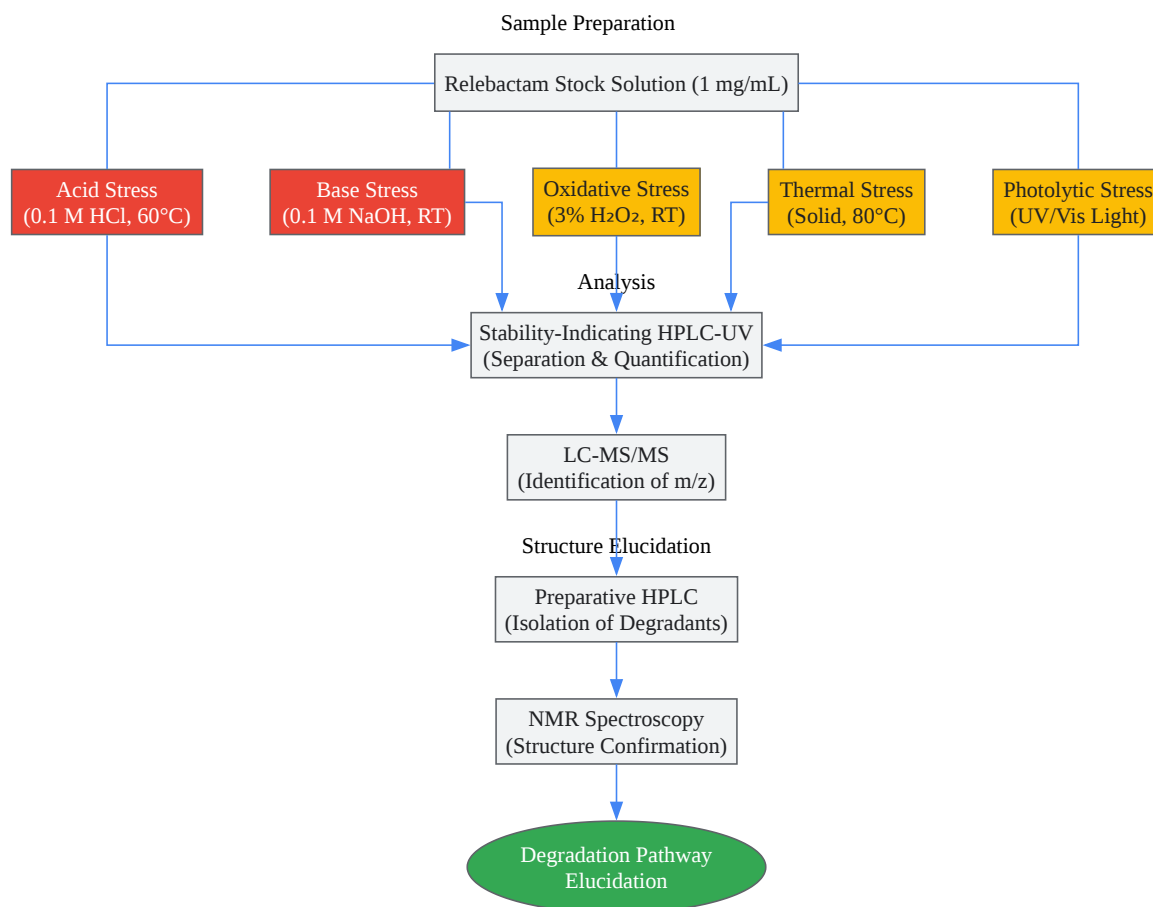 Sample Preparation
Relebactam Stock Solution (1 mg/mL)
Acid Stress
(0.1 M HCl, 60°C)
Base Stress
(0.1 M NaOH, RT)
Oxidative Stress
(3% H₂O₂, RT)
Thermal Stress
(Solid, 80°C)
Photolytic Stress
(UV/Vis Light)
Analysis
Stability-Indicating HPLC-UV
(Separation & Quantification)
LC-MS/MS
(Identification of m/z)
Structure Elucidation
Preparative HPLC
(Isolation of Degradants)
NMR Spectroscopy
(Structure Confirmation)
Degradation Pathway
Elucidation